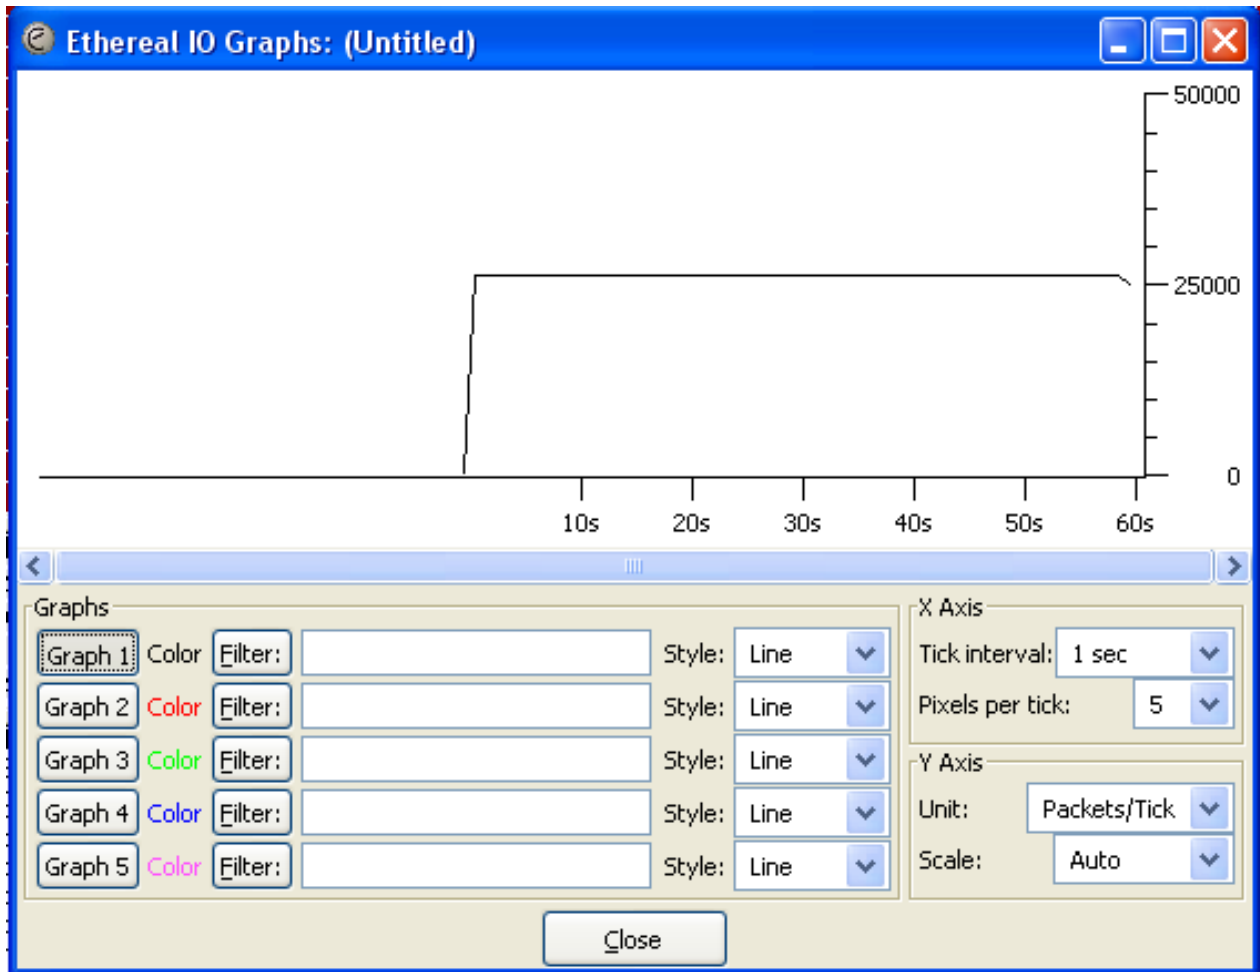 Ethereal IO Graphs: (Untitled)
50000
25000
0
10s 20s 30s 40s 50s 60s
Graphs
Graph 1 Color Filter: Style: Line
Graph 2 Color Filter: Style: Line
Graph 3 Color Filter: Style: Line
Graph 4 Color Filter: Style: Line
Graph 5 Color Filter: Style: Line
X Axis
Tick interval: 1 sec
Pixels per tick: 5
Y Axis
Unit: Packets/Tick
Scale: Auto
Close